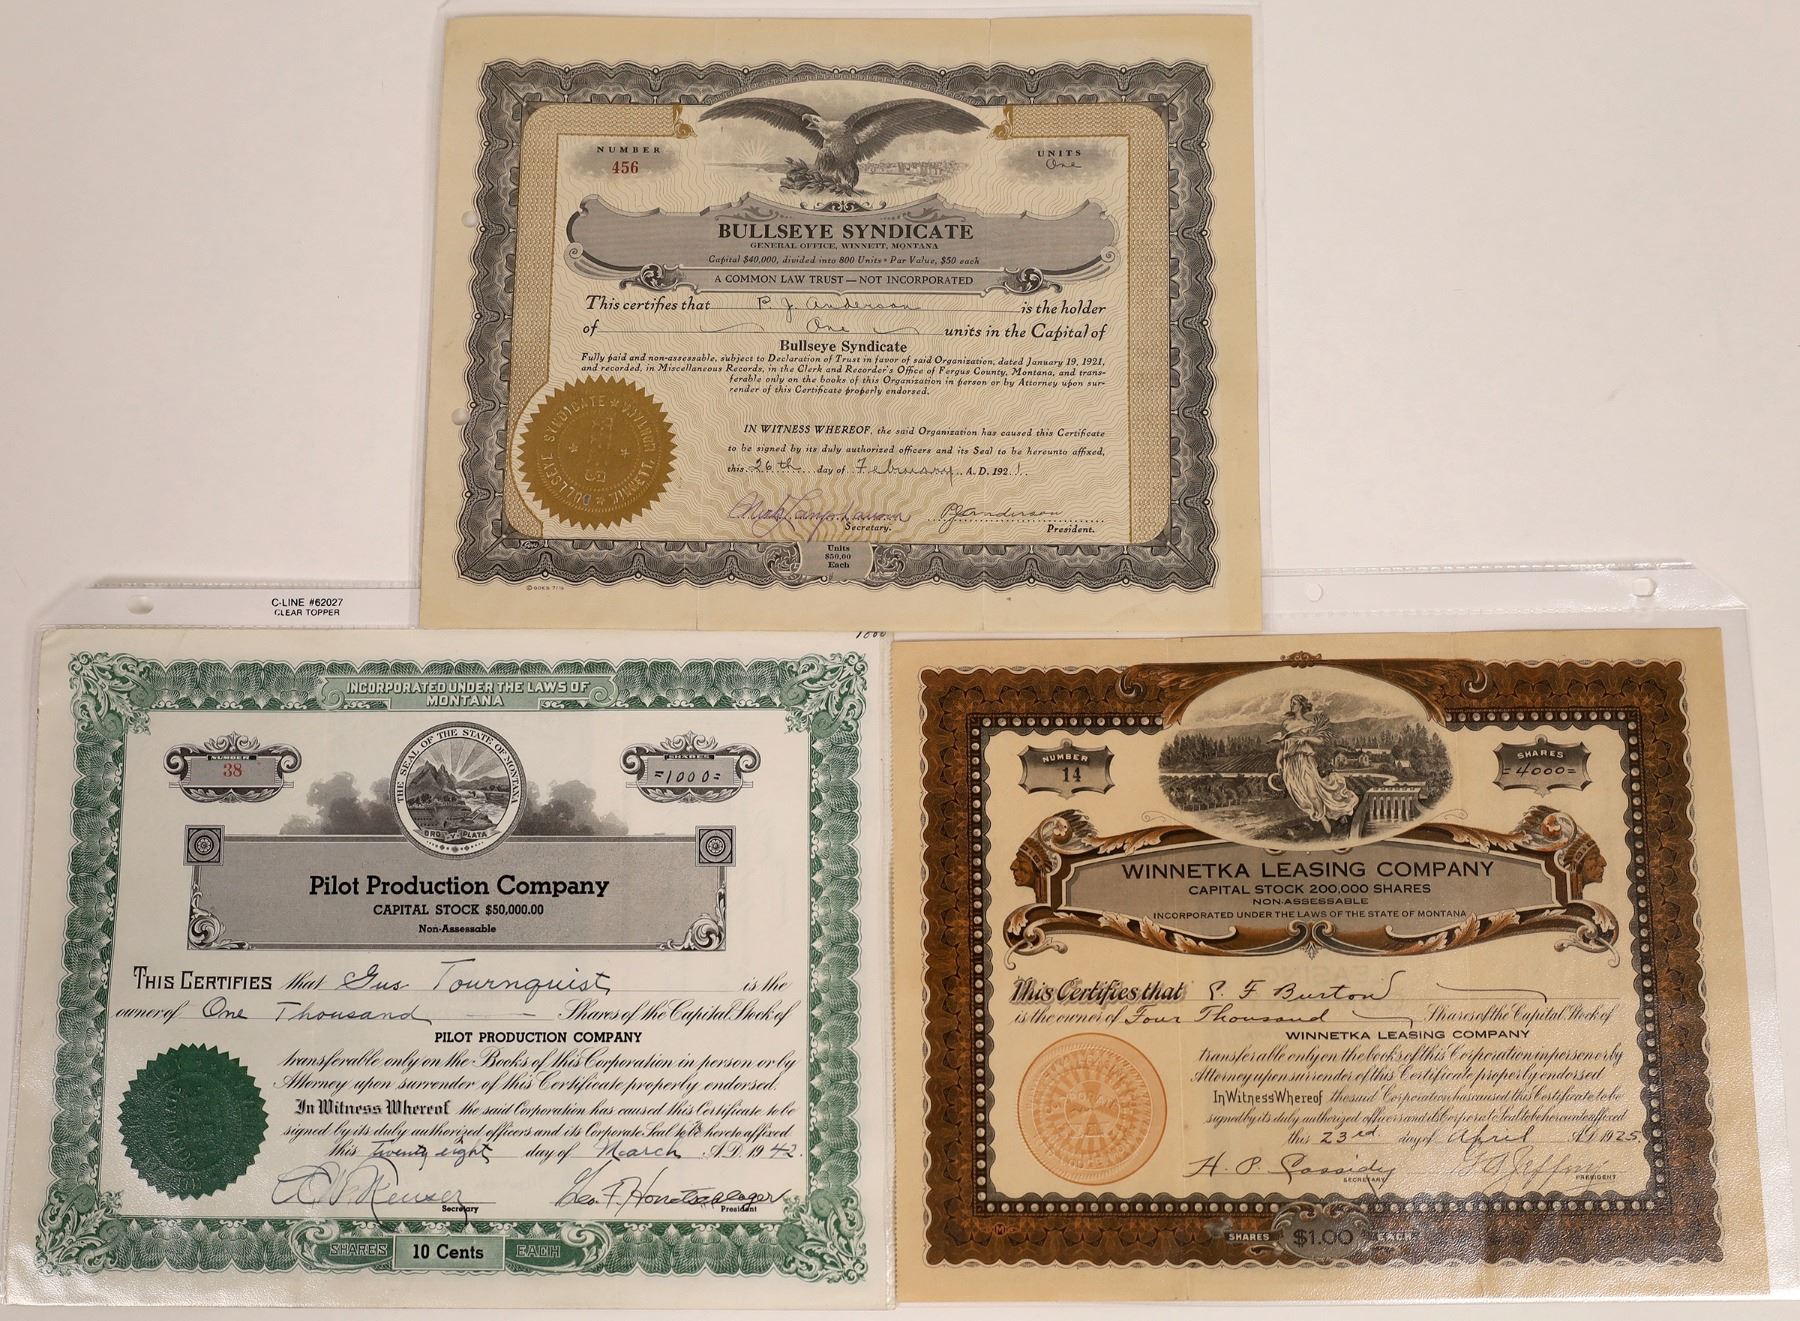 NUMBER
456
UNITS
One
BULLSEYE SYNDICATE
GENERAL OFFICE, WINNETT, MONTANA
Capital $40,000, divided into 800 Units • Par Value, $50 each
A COMMON LAW TRUST — NOT INCORPORATED
This certifies that P. J. Anderson is the holder
of One units in the Capital of
Bullseye Syndicate
Fully paid and non-assessable, subject to Declaration of Trust in favor of said Organization, dated January 19, 1921,
and recorded, in Miscellaneous Records, in the Clerk and Recorder's Office of Fergus County, Montana, and trans-
ferable only on the books of this Organization in person or by Attorney upon sur-
render of this Certificate properly endorsed.
IN WITNESS WHEREOF, the said Organization has caused this Certificate
to be signed by its duly authorized officers and its Seal to be hereunto affixed,
this 26th day of February A.D. 1921.
PJ Anderson
Secretary.
President.
BULLSEYE SYNDICATE WINNETT, MONTANA
Units
$50.00
Each
© GOES
C-LINE #62027
CLEAR TOPPER
1000
INCORPORATED UNDER THE LAWS OF
MONTANA
NUMBER
38
THE SEAL OF THE STATE OF MONTANA
ORO Y PLATA
SHARES
=1000=
Pilot Production Company
CAPITAL STOCK $50,000.00
Non-Assessable
THIS CERTIFIES that Gus Tournquist is the
owner of One Thousand Shares of the Capital Stock of
PILOT PRODUCTION COMPANY
transferable only on the Books of this Corporation in person or by
Attorney upon surrender of this Certificate properly endorsed.
In Witness Whereof the said Corporation has caused this Certificate to be
signed by its duly authorized officers and its Corporate Seal to be hereto affixed
this Twenty eight day of March A.D. 1942.
Secretary
President
SHARES 10 Cents EACH
NUMBER
14
SHARES
=4000=
WINNETKA LEASING COMPANY
CAPITAL STOCK 200,000 SHARES
NON-ASSESSABLE
INCORPORATED UNDER THE LAWS OF THE STATE OF MONTANA
This Certifies that F Burton
is the owner of Four Thousand Shares of the Capital Stock of
WINNETKA LEASING COMPANY
transferable only on the books of this Corporation in person or by
Attorney upon surrender of this Certificate properly endorsed
In Witness Whereof the said Corporation has caused this Certificate to be
signed by its duly authorized officers and its Corporate Seal to be hereunto affixed
this 23rd day of April A.D. 1925.
H. P. Cassidy
SECRETARY
PRESIDENT
SHARES $1.00 EACH